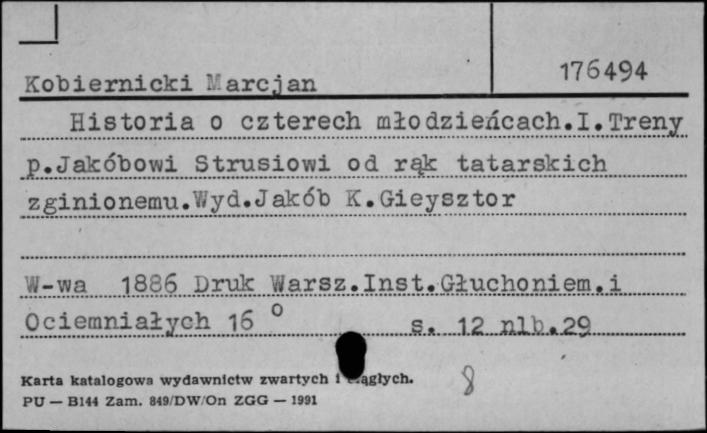 176494
Kobiernicki Marcjan
Historia o czterech młodzieńcach.I.Treny
p.Jakóbowi Strusiowi od rąk tatarskich
zginionemu.Wyd.Jakób K.Gieysztor
W-wa 1886 Druk Warsz.Inst.Głuchoniem.i
Ociemniałych 16 º s. 12 nlb.29
Karta katalogowa wydawnictw zwartych i ciągłych.
8
PU — B144 Zam. 849/DW/On ZGG — 1991